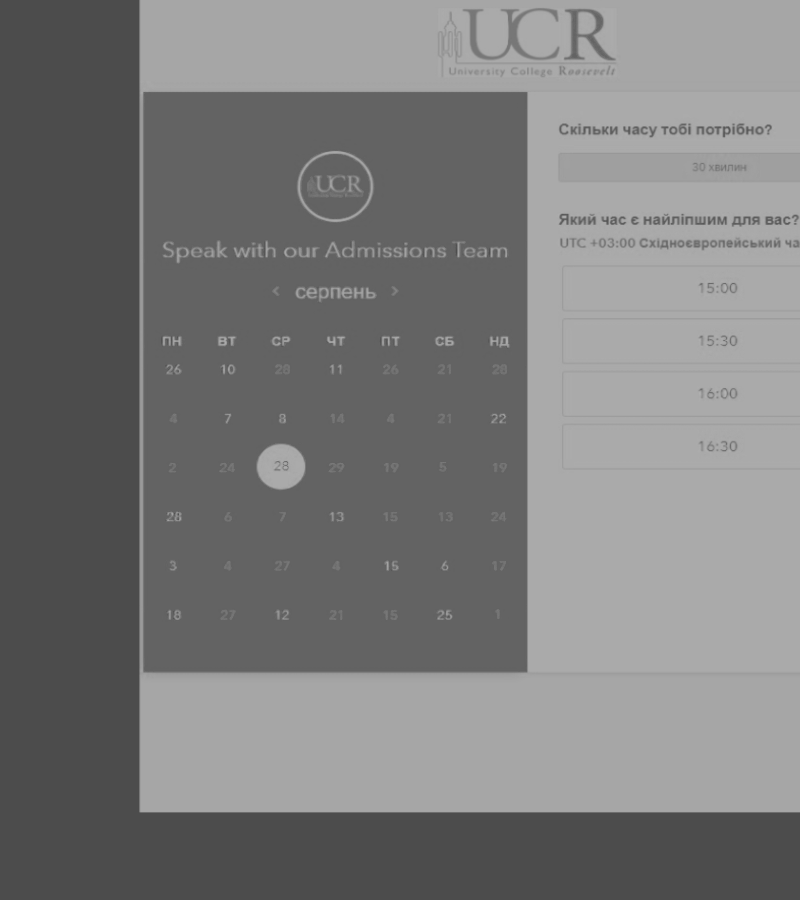 UCR
University College Roosevelt
UCR
Speak with our Admissions Team
< серпень >
ПН ВТ СР ЧТ ПТ СБ НД
26 10 28 11 26 21 28
4 7 8 14 4 21 22
2 24 28 29 19 5 19
28 6 7 13 15 13 24
3 4 27 4 15 6 17
18 27 12 21 15 25 1
Скільки часу тобі потрібно?
30 хвилин
Який час є найліпшим для вас?
UTC +03:00 Східноєвропейський ча
15:00
15:30
16:00
16:30